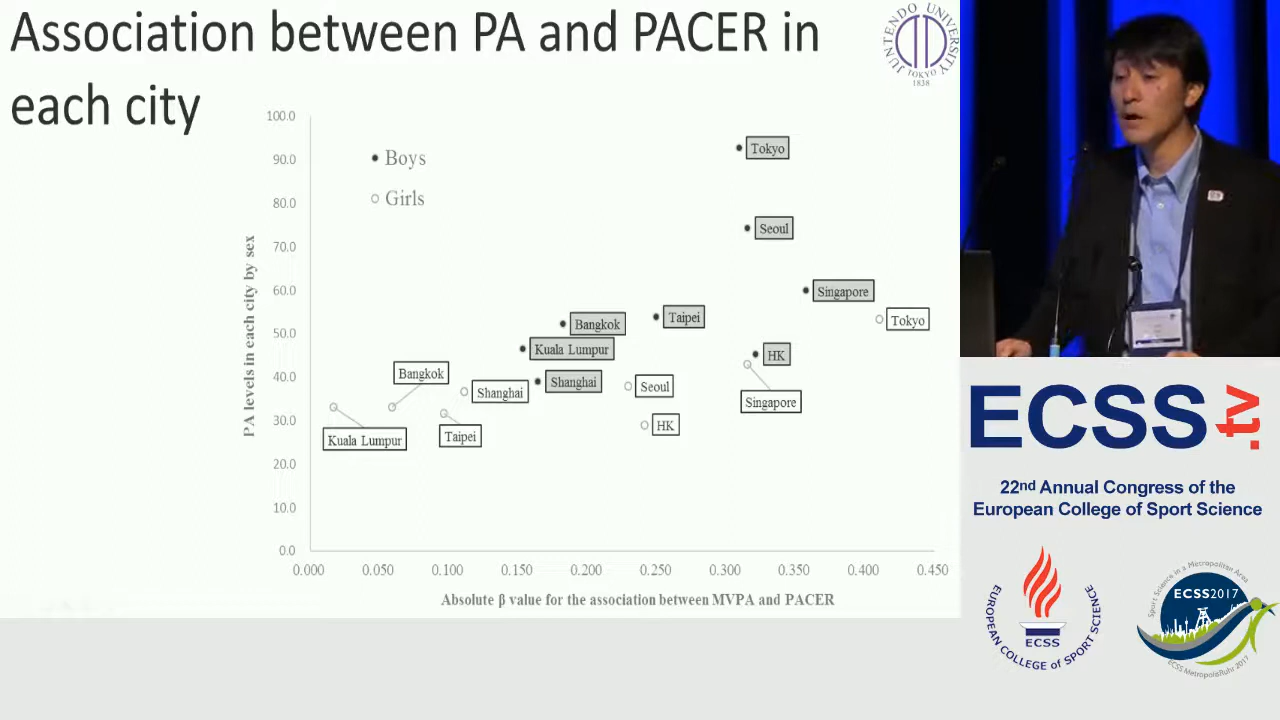 Association between PA and PACER in
each city
JUNTENDO UNIVERSITY
TOKYO
1838
PA levels in each city by sex
100.0
90.0
80.0
70.0
60.0
50.0
40.0
30.0
20.0
10.0
0.0
Boys
Girls
Tokyo
Seoul
Singapore
Taipei
Bangkok
Tokyo
Kuala Lumpur
HK
Bangkok
Shanghai
Shanghai
Seoul
Singapore
HK
Taipei
Kuala Lumpur
0.000 0.050 0.100 0.150 0.200 0.250 0.300 0.350 0.400 0.450
Absolute β value for the association between MVPA and PACER
ECSS.tv
22nd Annual Congress of the
European College of Sport Science
EUROPEAN COLLEGE of SPORT SCIENCE
ECSS
Sport Science in a Metropolitan Area
ECSS2017
ECSS MetropolisRuhr 2017